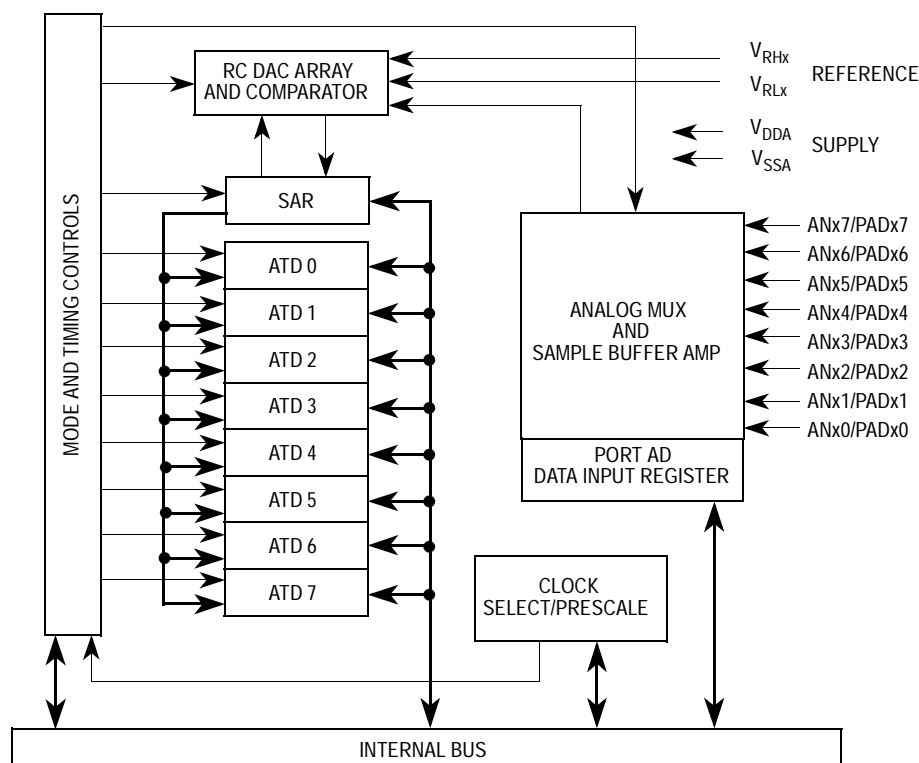 RC DAC ARRAY
AND COMPARATOR
V_RHx
V_RLx
REFERENCE
V_DDA
V_SSA
SUPPLY
MODE AND TIMING CONTROLS
SAR
ATD 0
ATD 1
ATD 2
ATD 3
ATD 4
ATD 5
ATD 6
ATD 7
ANALOG MUX
AND
SAMPLE BUFFER AMP
ANx7/PADx7
ANx6/PADx6
ANx5/PADx5
ANx4/PADx4
ANx3/PADx3
ANx2/PADx2
ANx1/PADx1
ANx0/PADx0
PORT AD
DATA INPUT REGISTER
CLOCK
SELECT/PRESCALE
INTERNAL BUS